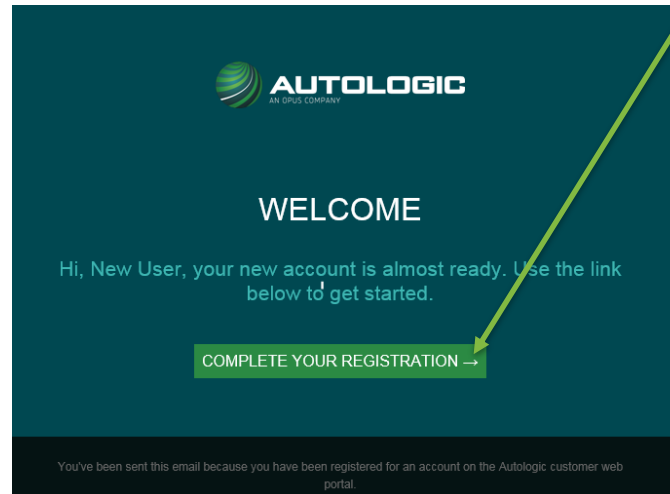 AUTOLOGIC
AN OPUS COMPANY
WELCOME
Hi, New User, your new account is almost ready. Use the link
below to get started.
COMPLETE YOUR REGISTRATION →
You've been sent this email because you have been registered for an account on the Autologic customer web
portal.